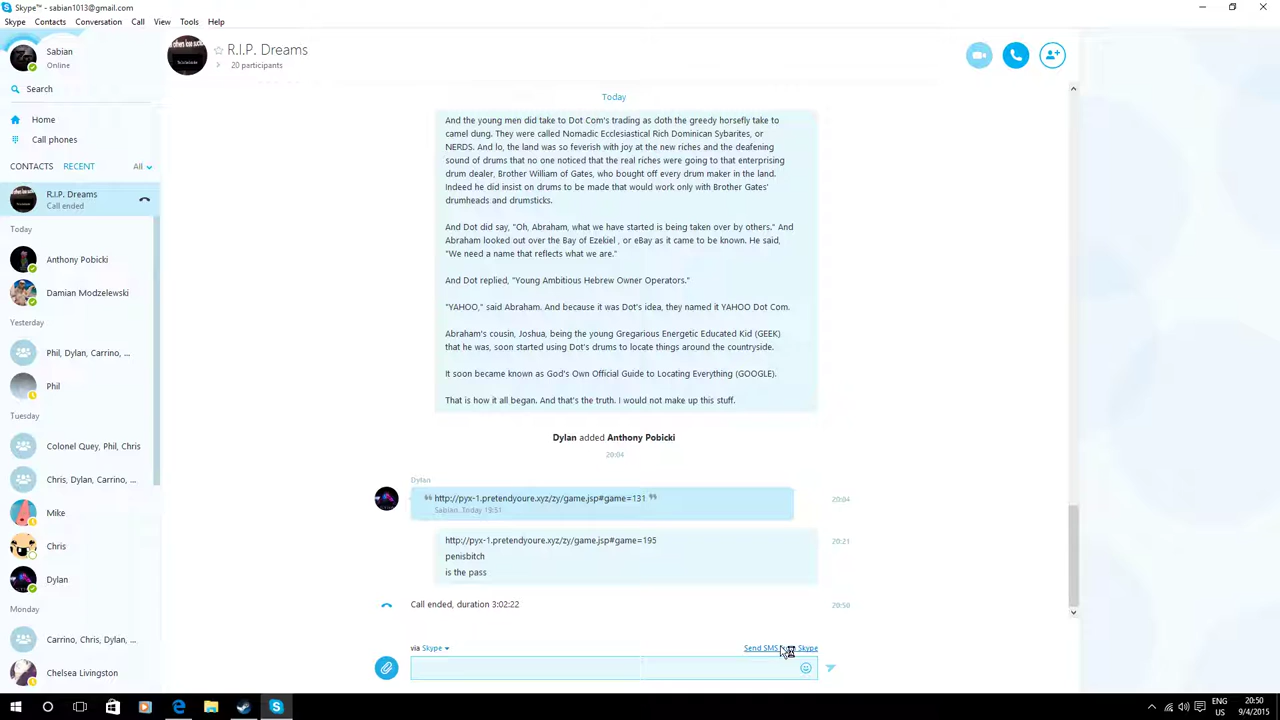 Skype™ - sabian1013@gmail.com
Skype Contacts Conversation Call View Tools Help
Sabian
Online
Search
Home
Call phones
CONTACTS RECENT All
R.I.P. Dreams
Call ended
Today
Anthony Pobicki
Damian Modzelewski
Yesterday
Phil, Dylan, Carrino, ...
Phil
Tuesday
Colonel Quey, Phil, Chris
Chris, Dylan, Carrino, ...
Mike
Chris
Dylan
Monday
Carrino, Chris, Dylan, ...
Chelsea Livingston
R.I.P. Dreams
20 participants
Today
And the young men did take to Dot Com's trading as doth the greedy horsefly take to
camel dung. They were called Nomadic Ecclesiastical Rich Dominican Sybarites, or
NERDS. And lo, the land was so feverish with joy at the new riches and the deafening
sound of drums that no one noticed that the real riches were going to that enterprising
drum dealer, Brother William of Gates, who bought off every drum maker in the land.
Indeed he did insist on drums to be made that would work only with Brother Gates'
drumheads and drumsticks.
And Dot did say, "Oh, Abraham, what we have started is being taken over by others." And
Abraham looked out over the Bay of Ezekiel , or eBay as it came to be known. He said,
"We need a name that reflects what we are."
And Dot replied, "Young Ambitious Hebrew Owner Operators."
"YAHOO," said Abraham. And because it was Dot's idea, they named it YAHOO Dot Com.
Abraham's cousin, Joshua, being the young Gregarious Energetic Educated Kid (GEEK)
that he was, soon started using Dot's drums to locate things around the countryside.
It soon became known as God's Own Official Guide to Locating Everything (GOOGLE).
That is how it all began. And that's the truth. I would not make up this stuff.
Dylan added Anthony Pobicki
20:04
Dylan
http://pyx-1.pretendyoure.xyz/zy/game.jsp#game=131 20:04
Sabian, Today 19:51
http://pyx-1.pretendyoure.xyz/zy/game.jsp#game=195 20:21
penisbitch
is the pass
Call ended, duration 3:02:22 20:50
via Skype
Send SMS Skype
ENG 20:50
US 9/4/2015